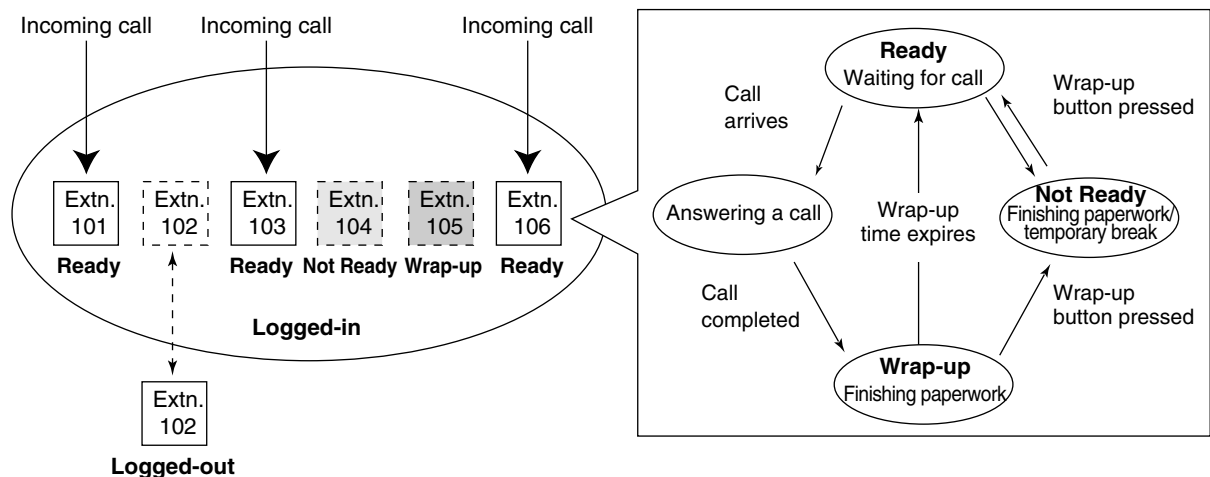 Incoming call
Incoming call
Incoming call
Extn.
101
Extn.
102
Extn.
103
Extn.
104
Extn.
105
Extn.
106
Ready
Ready
Not Ready
Wrap-up
Ready
Logged-in
Extn.
102
Logged-out
Ready
Waiting for call
Call
arrives
Wrap-up
button pressed
Answering a call
Wrap-up
time expires
Not Ready
Finishing paperwork/
temporary break
Call
completed
Wrap-up
button pressed
Wrap-up
Finishing paperwork